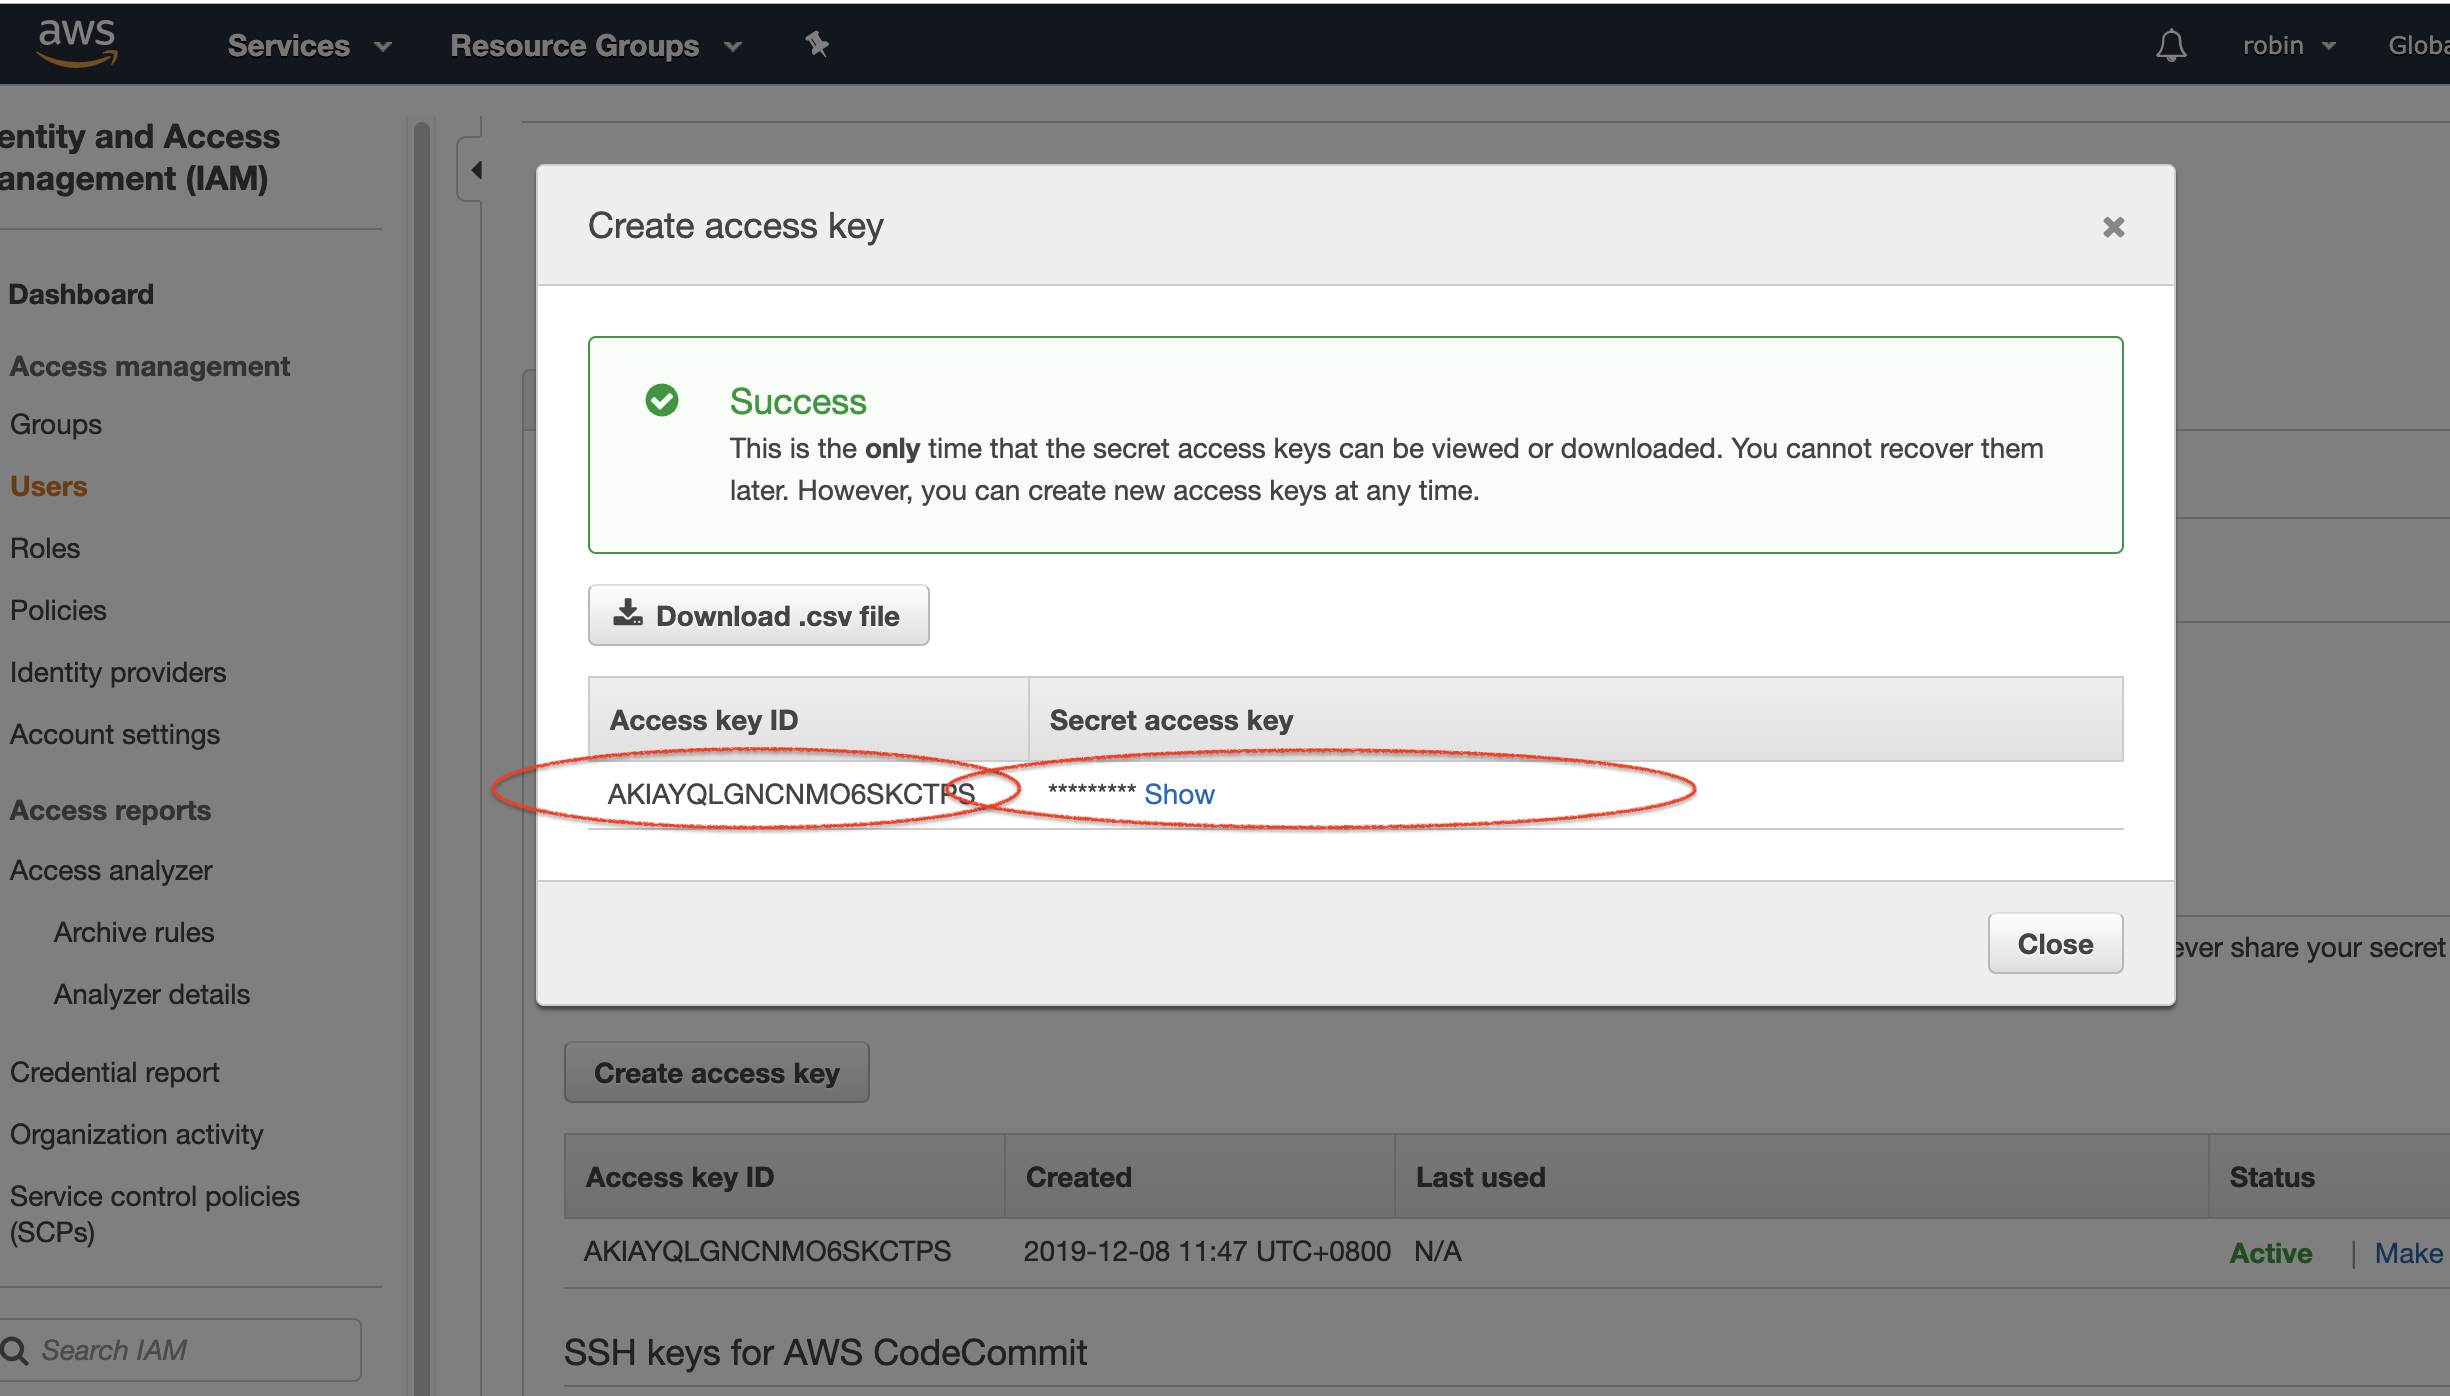 aws
Services
Resource Groups
robin
Globa
entity and Access
anagement (IAM)
Dashboard
Access management
Groups
Users
Roles
Policies
Identity providers
Account settings
Access reports
Access analyzer
Archive rules
Analyzer details
Credential report
Organization activity
Service control policies
(SCPs)
Search IAM
Create access key
Success
This is the only time that the secret access keys can be viewed or downloaded. You cannot recover them
later. However, you can create new access keys at any time.
Download .csv file
Access key ID Secret access key
AKIAYQLGNCNMO6SKCTPS ********* Show
Close
ever share your secret
Create access key
Access key ID Created Last used Status
AKIAYQLGNCNMO6SKCTPS 2019-12-08 11:47 UTC+0800 N/A Active | Make
SSH keys for AWS CodeCommit